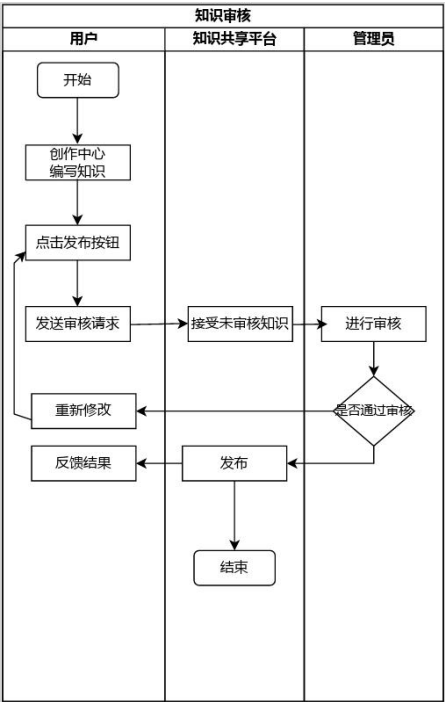 知识审核
用户
知识共享平台
管理员
开始
创作中心
编写知识
点击发布按钮
发送审核请求
接受未审核知识
进行审核
重新修改
是否通过审核
反馈结果
发布
结束